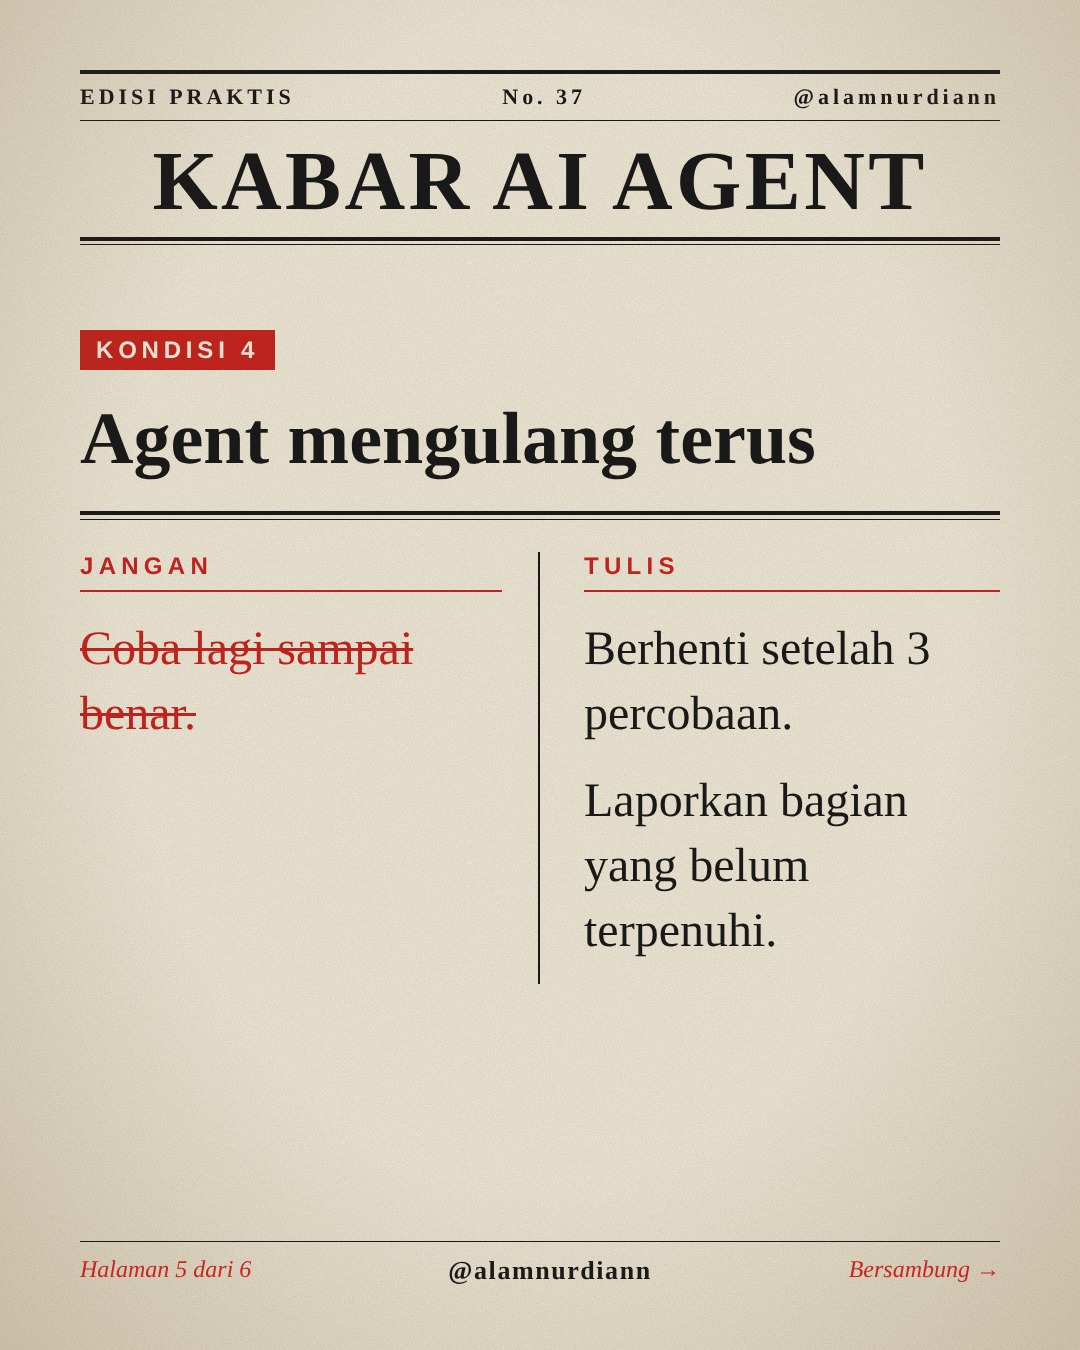 EDISI PRAKTIS
No. 37
@alamnurdiann
KABAR AI AGENT
KONDISI 4
Agent mengulang terus
JANGAN
Coba lagi sampai
benar.
TULIS
Berhenti setelah 3
percobaan.
Laporkan bagian
yang belum
terpenuhi.
Halaman 5 dari 6
@alamnurdiann
Bersambung →